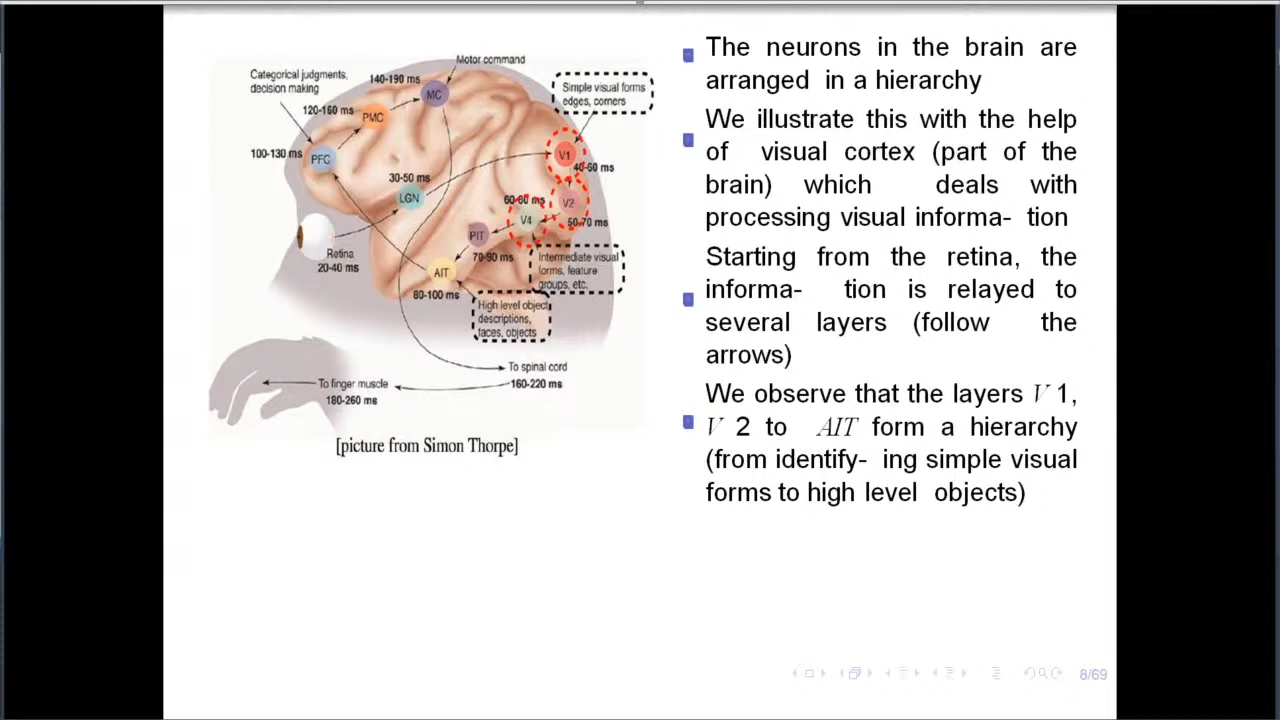 Motor command
Categorical judgments,
decision making
140-190 ms
MC
Simple visual forms
edges, corners
120-160 ms
PMC
100-130 ms
PFC
V1
40-60 ms
30-50 ms
LGN
V2
50-70 ms
V4
PIT
70-90 ms
Retina
20-40 ms
AIT
80-100 ms
Intermediate visual
forms, feature
groups, etc.
High level object
descriptions,
faces, objects
To spinal cord
160-220 ms
To finger muscle
180-260 ms
[picture from Simon Thorpe]
The neurons in the brain are
arranged in a hierarchy
We illustrate this with the help
of visual cortex (part of the
brain) which deals with
processing visual informa- tion
Starting from the retina, the
informa- tion is relayed to
several layers (follow the
arrows)
We observe that the layers V 1,
V 2 to AIT form a hierarchy
(from identify- ing simple visual
forms to high level objects)
8/69